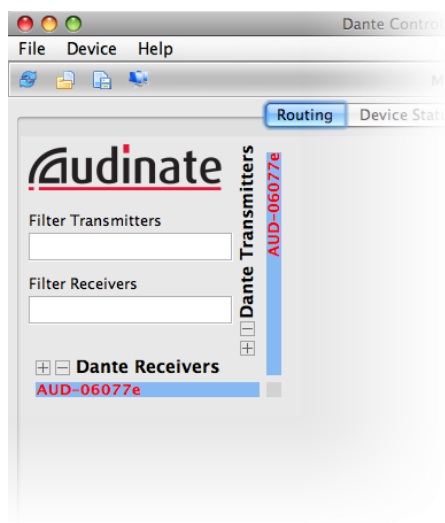 Dante Contro
File Device Help
M
Routing Device Stat
Audinate
Filter Transmitters
Filter Receivers
Dante Transmitters
AUD-06077e
Dante Receivers
AUD-06077e